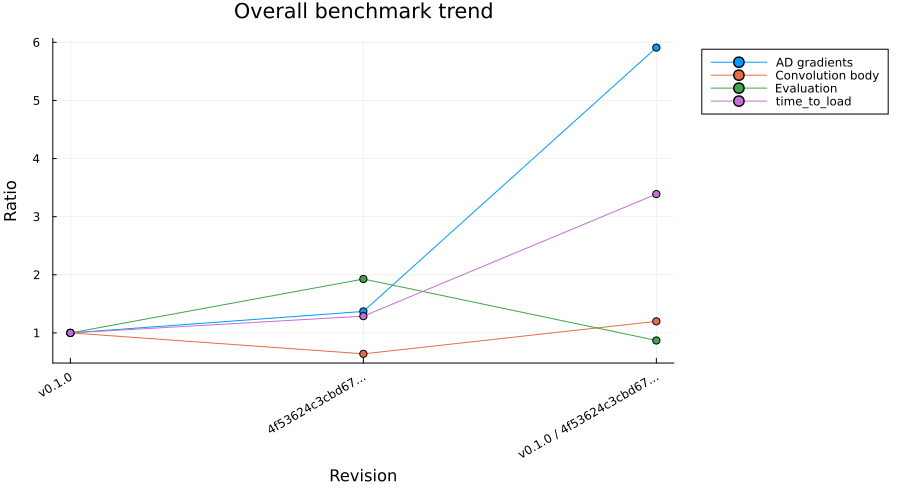 Overall benchmark trend
AD gradients
Convolution body
Evaluation
time_to_load
6
5
4
3
2
1
Ratio
v0.1.0
4f53624c3cbd67...
v0.1.0 / 4f53624c3cbd67...
Revision